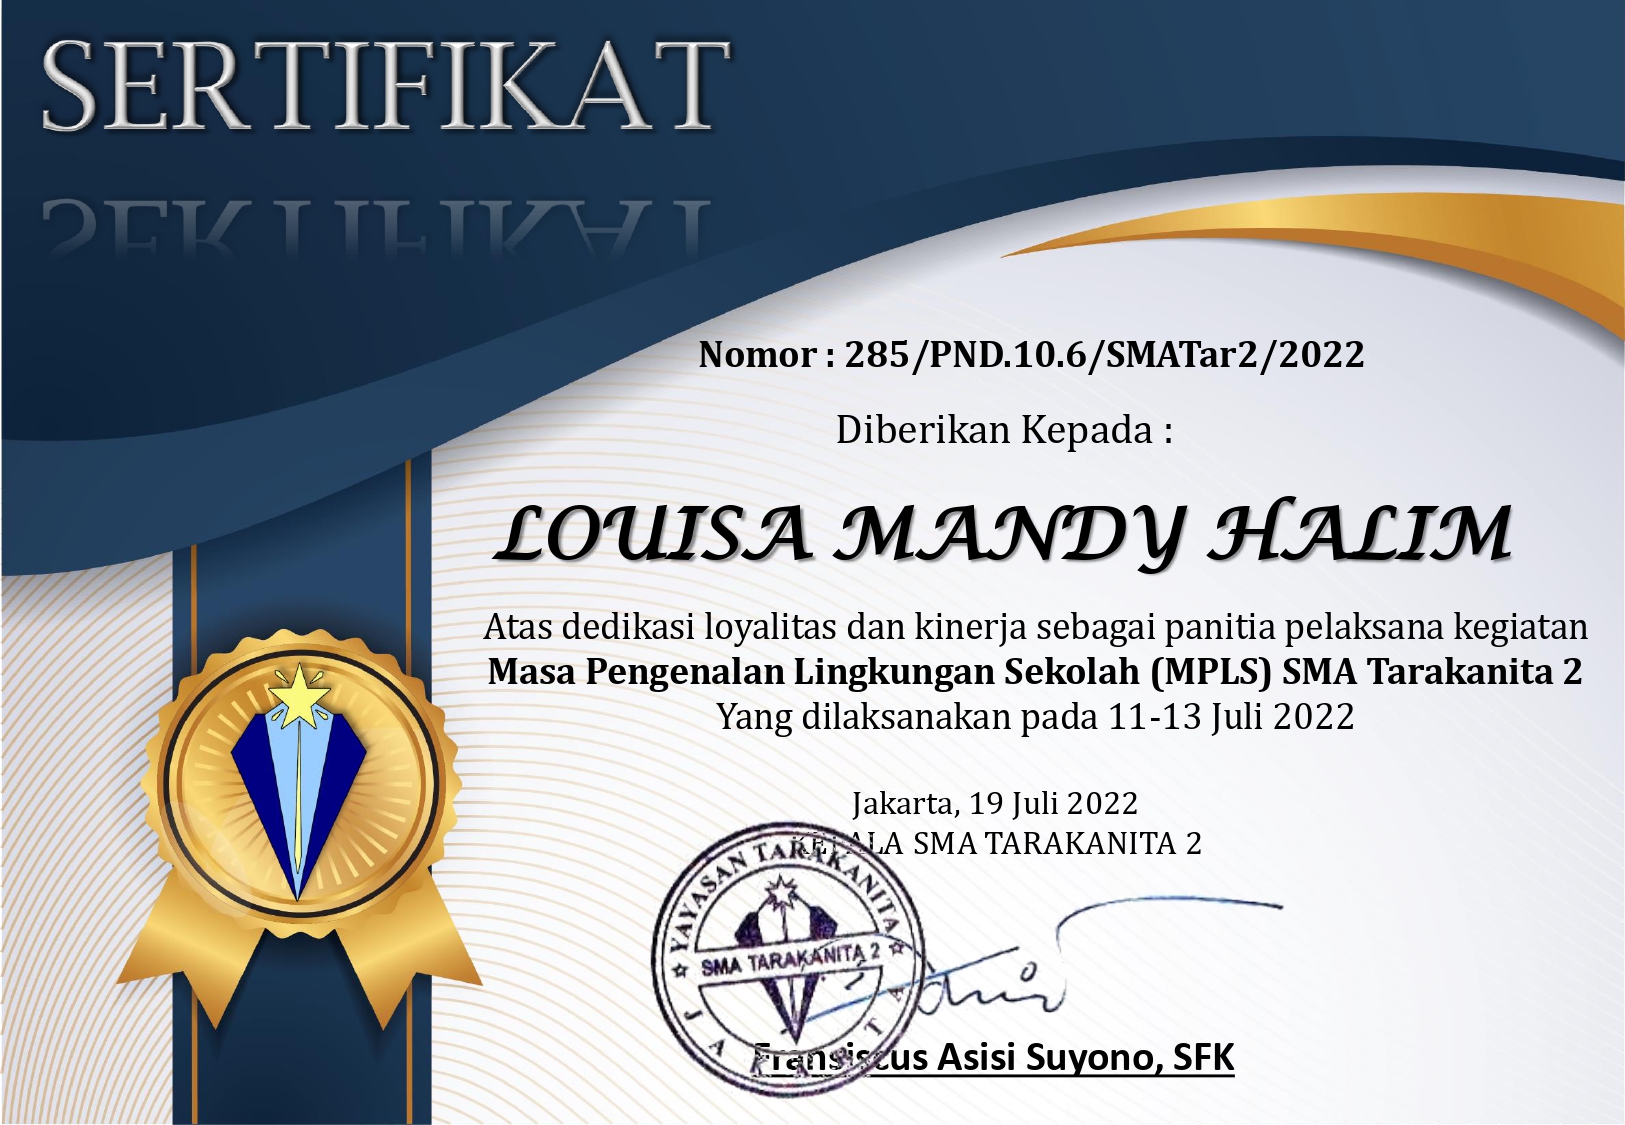 SERTIFIKAT
Nomor : 285/PND.10.6/SMATar2/2022
Diberikan Kepada :
LOUISA MANDY HALIM
Atas dedikasi loyalitas dan kinerja sebagai panitia pelaksana kegiatan
Masa Pengenalan Lingkungan Sekolah (MPLS) SMA Tarakanita 2
Yang dilaksanakan pada 11-13 Juli 2022
Jakarta, 19 Juli 2022
KEPALA SMA TARAKANITA 2
YAYASAN TARAKANITA
SMA TARAKANITA 2
JAKARTA
Fransiscus Asisi Suyono, SFK